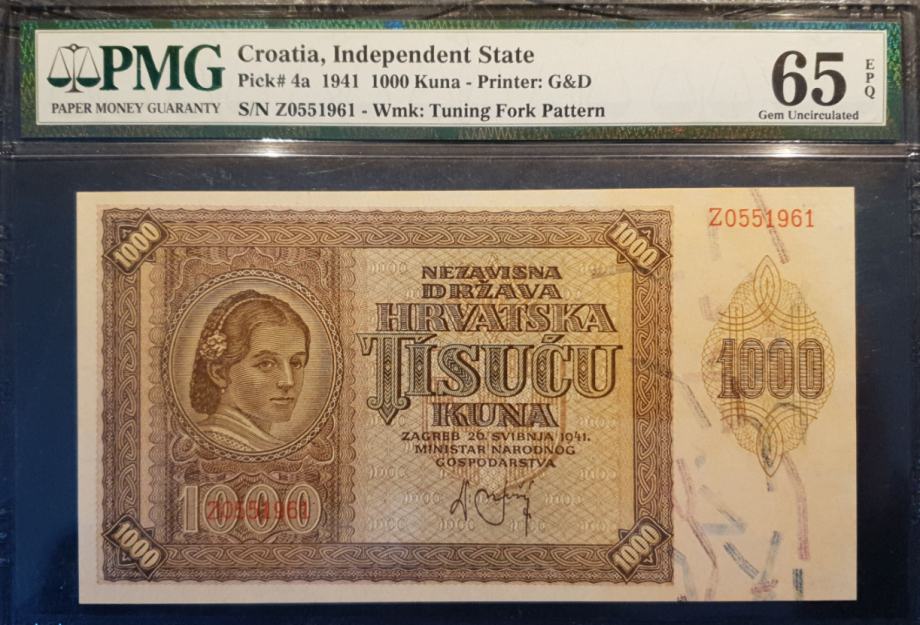 PMG
PAPER MONEY GUARANTY
Croatia, Independent State
Pick# 4a 1941 1000 Kuna - Printer: G&D
S/N Z0551961 - Wmk: Tuning Fork Pattern
65 EPQ
Gem Uncirculated
Z0551961
1000
1000
NEZAVISNA
DRŽAVA
HRVATSKA
TISUĆU
KUNA
ZAGREB 26. SVIBNJA 1941.
MINISTAR NARODNOG
GOSPODARSTVA
1000
1000
Z0551961
1000
1000